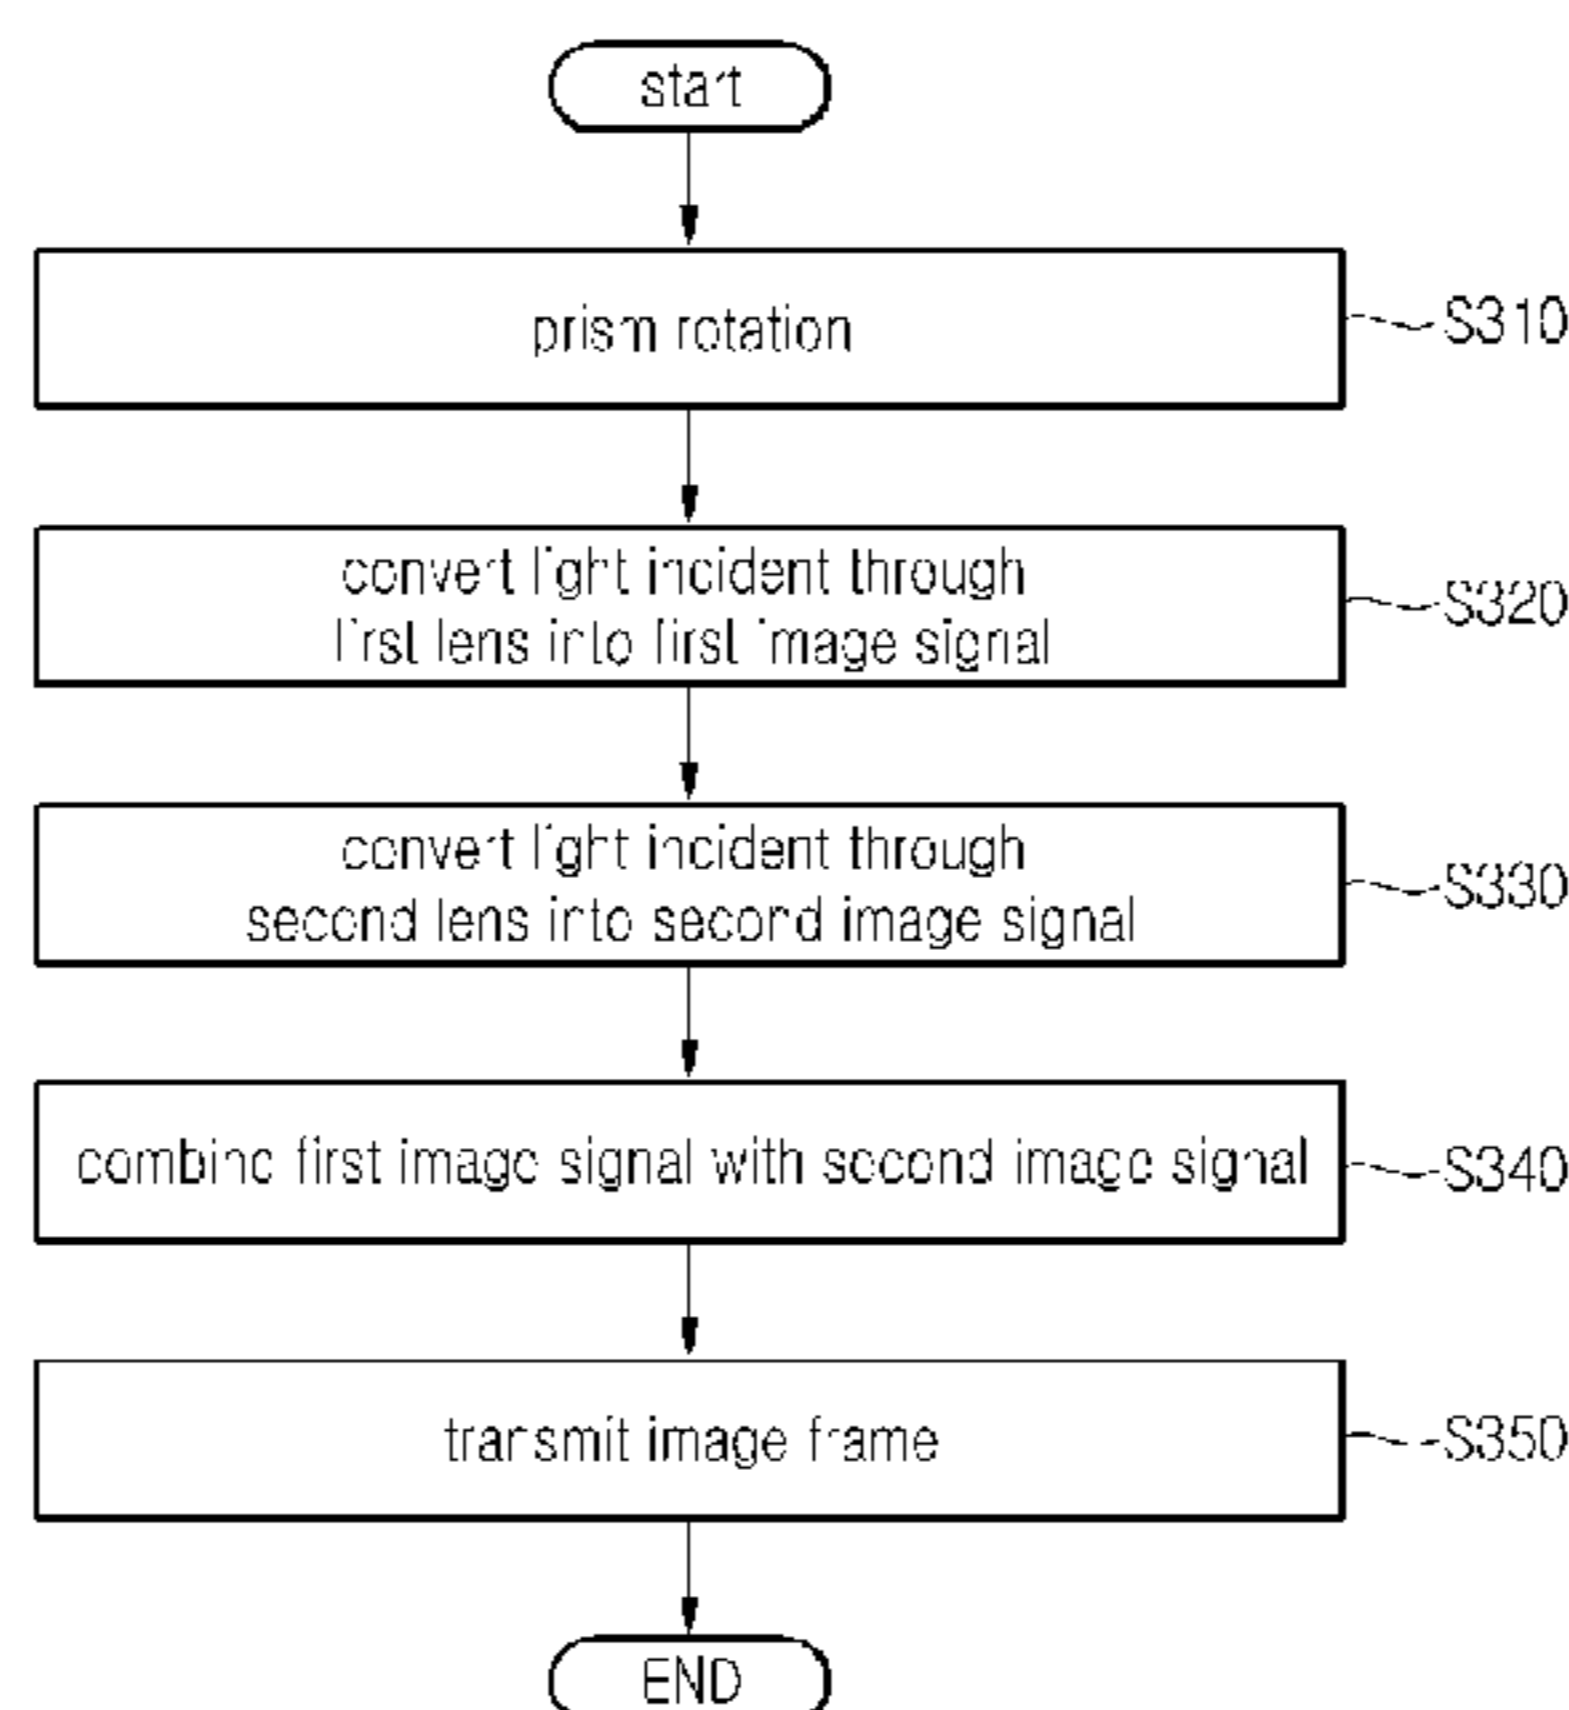 start
prism rotation
S310
convert light incident through
first lens into first image signal
S320
convert light incident through
second lens into second image signal
S330
combine first image signal with second image signal
S340
transmit image frame
S350
END